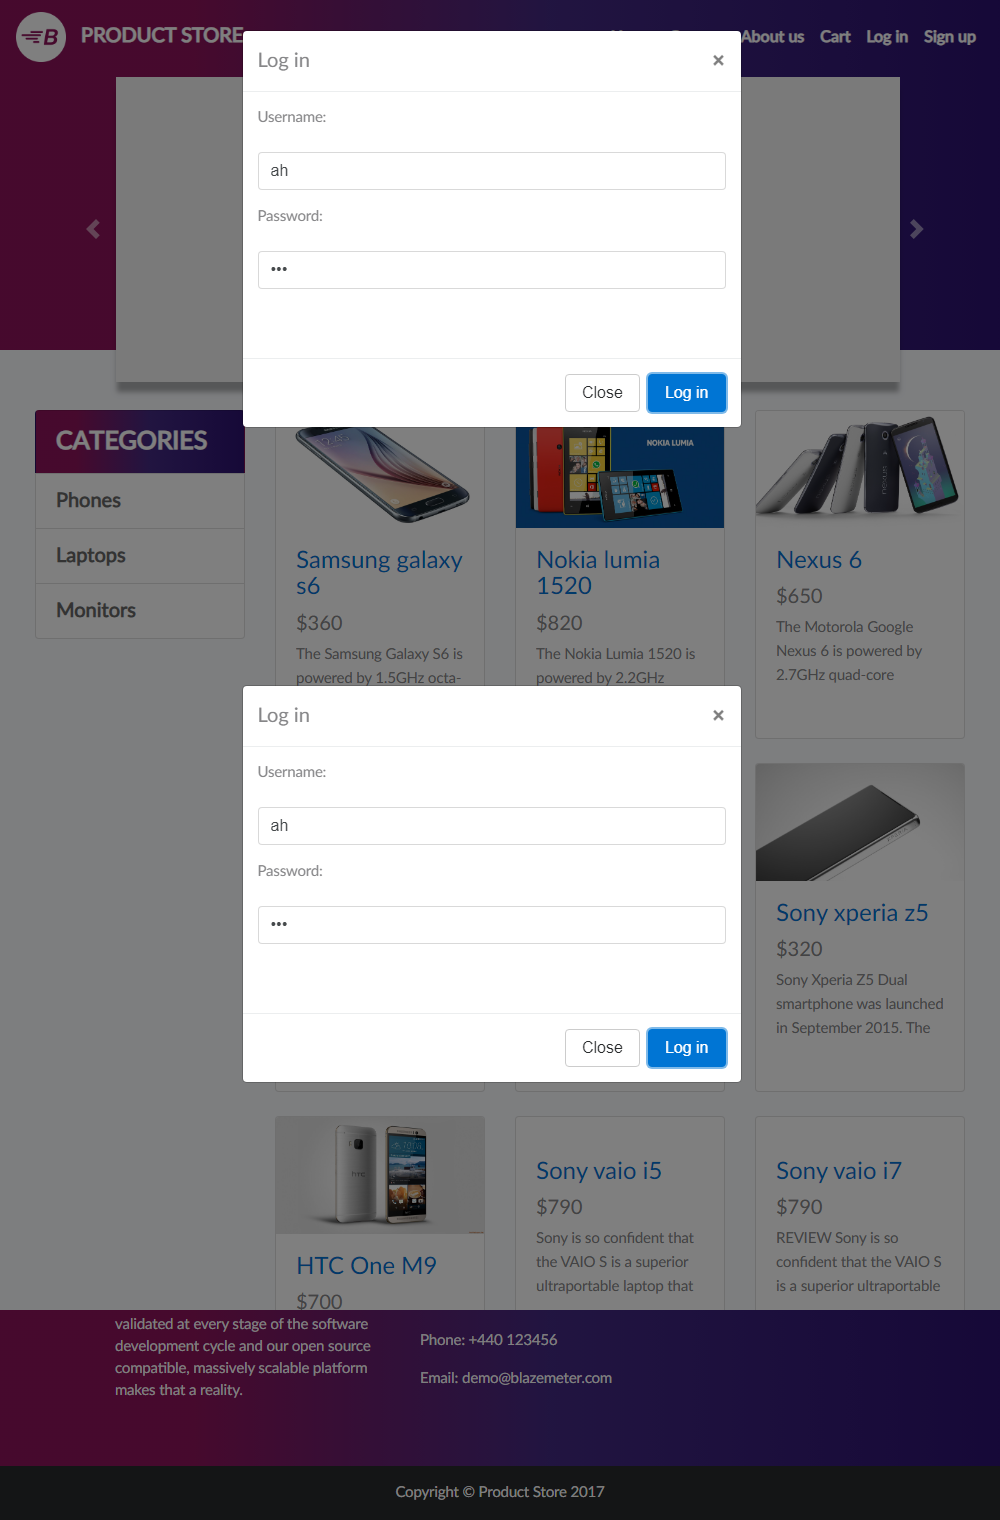 PRODUCT STORE
About us Cart Log in Sign up
Log in
×
Username:
ah
Password:
•••
Close Log in
CATEGORIES
Phones
Laptops
Monitors
NOKIA LUMIA
Samsung galaxy
s6
$360
The Samsung Galaxy S6 is
powered by 1.5GHz octa-
Nokia lumia
1520
$820
The Nokia Lumia 1520 is
powered by 2.2GHz
Nexus 6
$650
The Motorola Google
Nexus 6 is powered by
2.7GHz quad-core
Log in
×
Username:
ah
Password:
•••
Close Log in
Sony xperia z5
$320
Sony Xperia Z5 Dual
smartphone was launched
in September 2015. The
HTC One M9
$700
Sony vaio i5
$790
Sony is so confident that
the VAIO S is a superior
ultraportable laptop that
Sony vaio i7
$790
REVIEW Sony is so
confident that the VAIO S
is a superior ultraportable
validated at every stage of the software
development cycle and our open source
compatible, massively scalable platform
makes that a reality.
Phone: +440 123456
Email: demo@blazemeter.com
Copyright © Product Store 2017